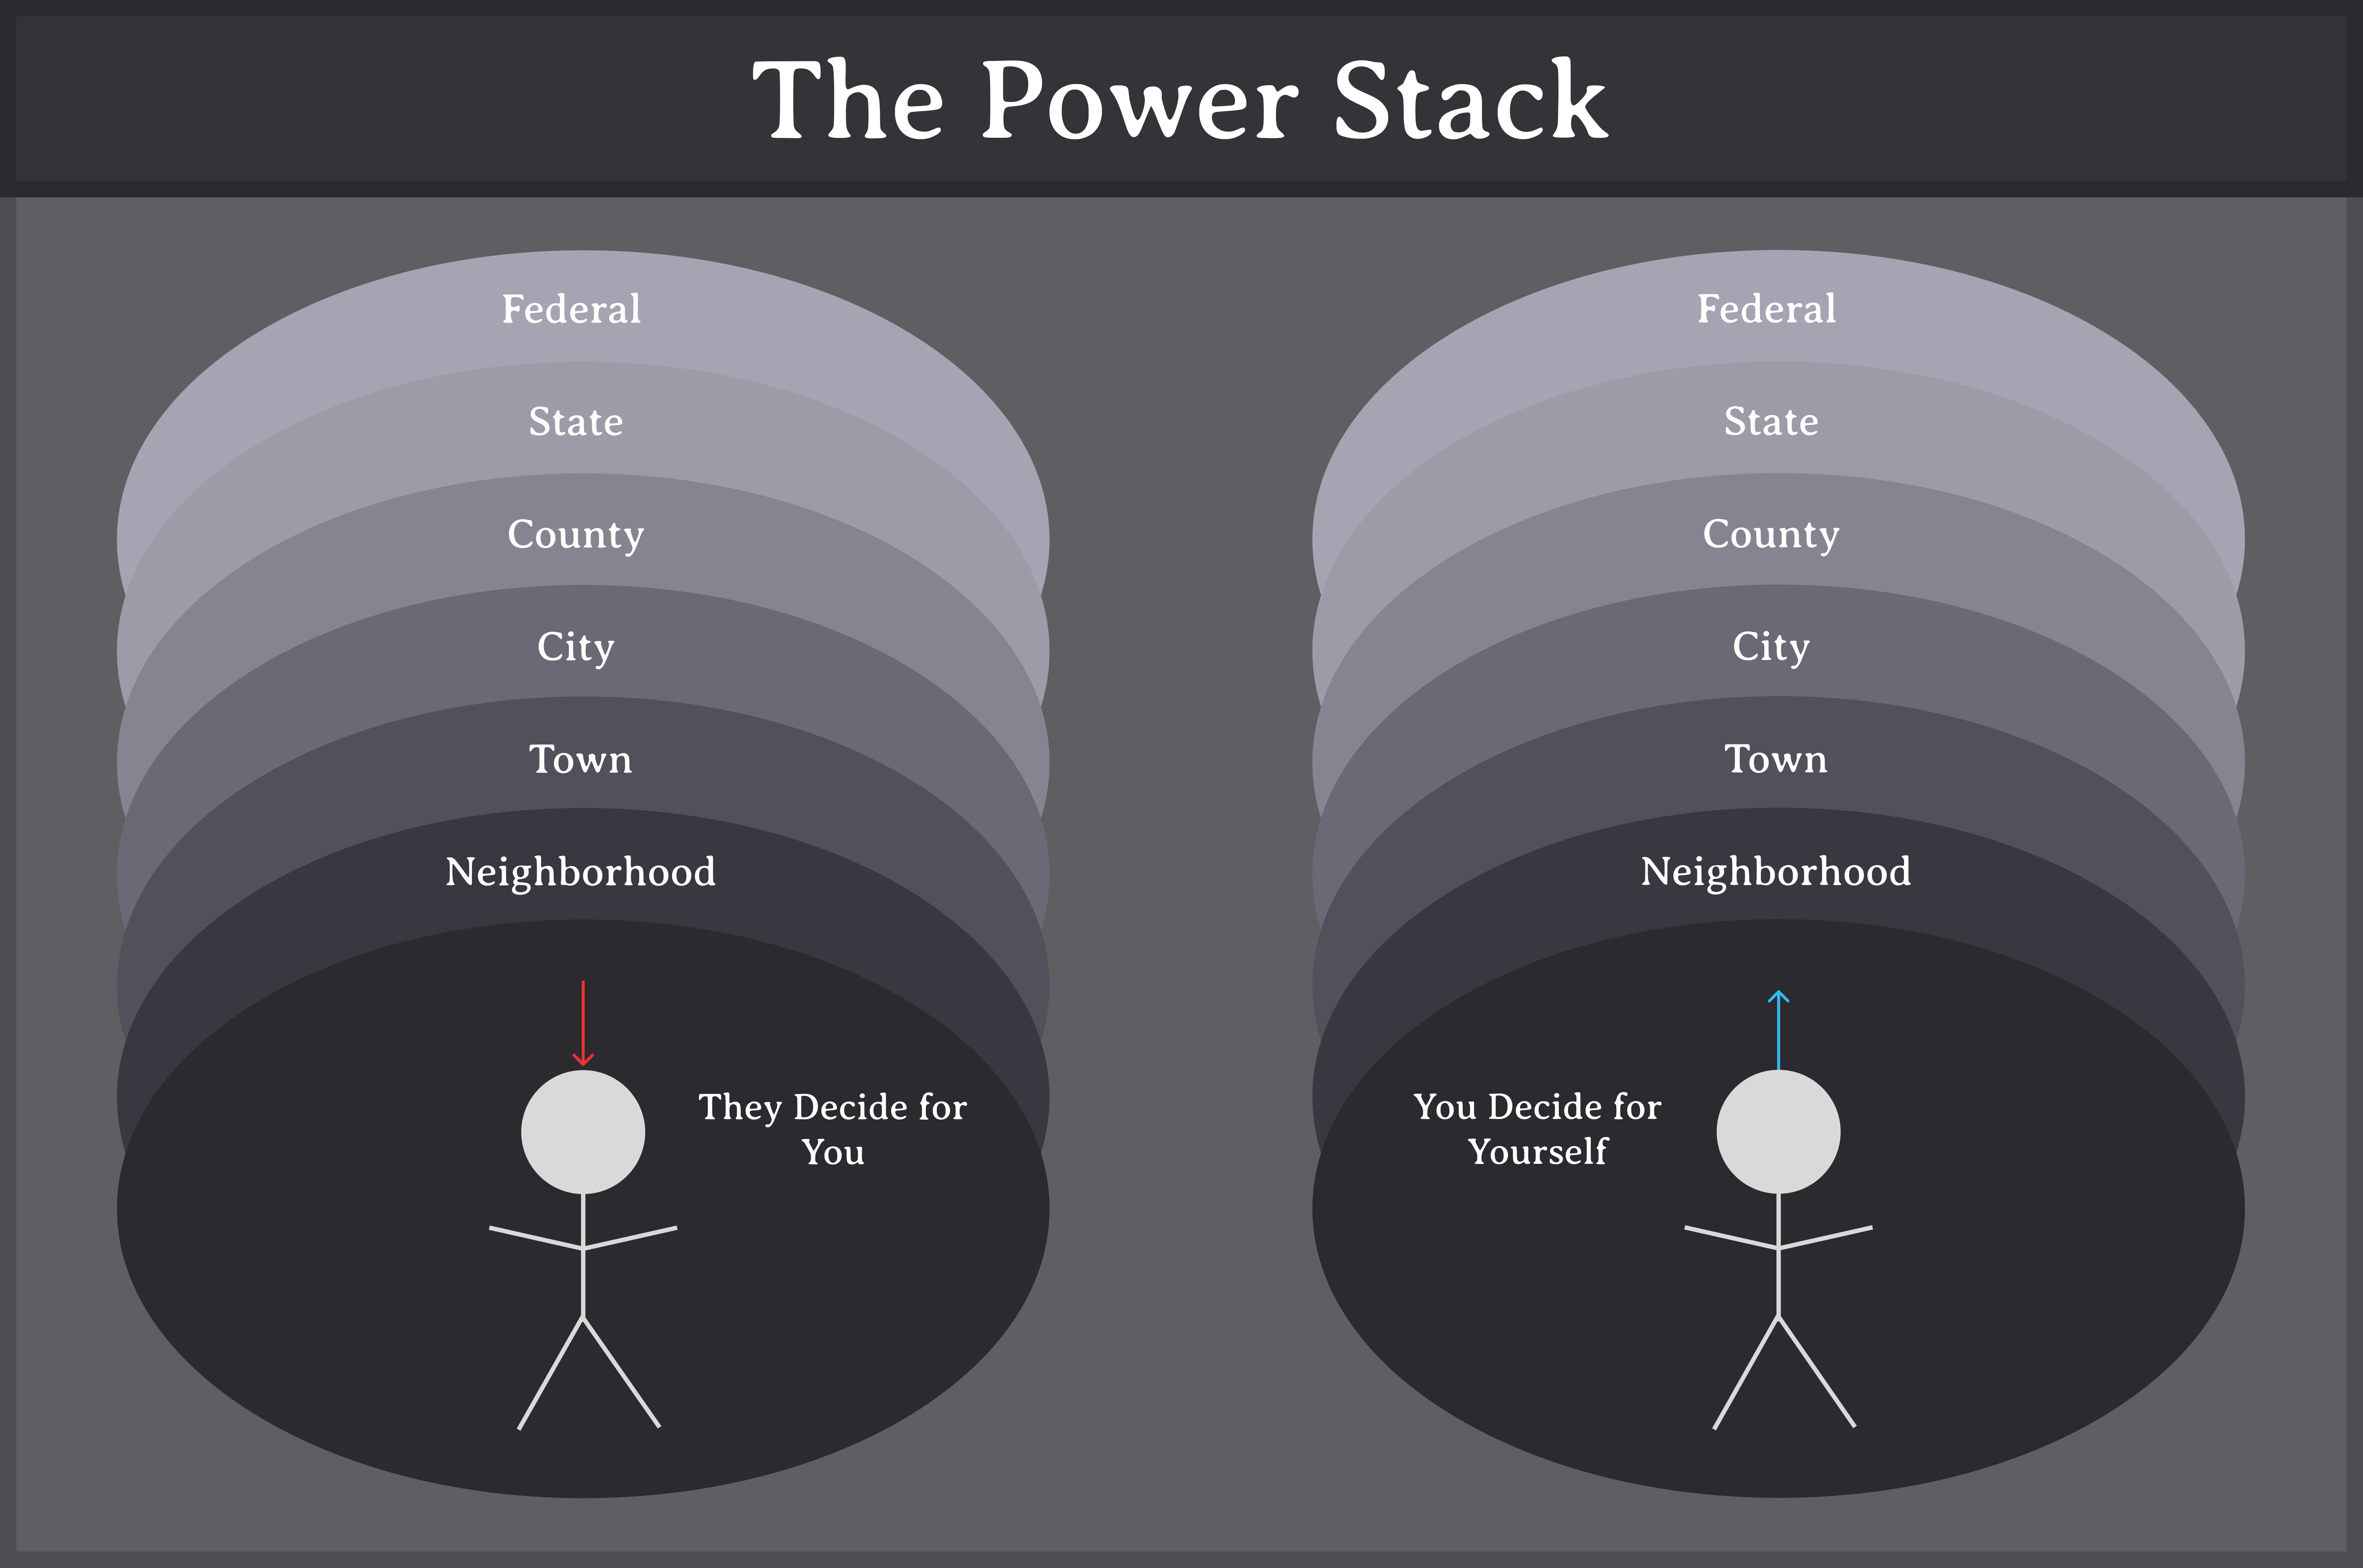 The Power Stack
Federal
State
County
City
Town
Neighborhood
They Decide for
You
Federal
State
County
City
Town
Neighborhood
You Decide for
Yourself